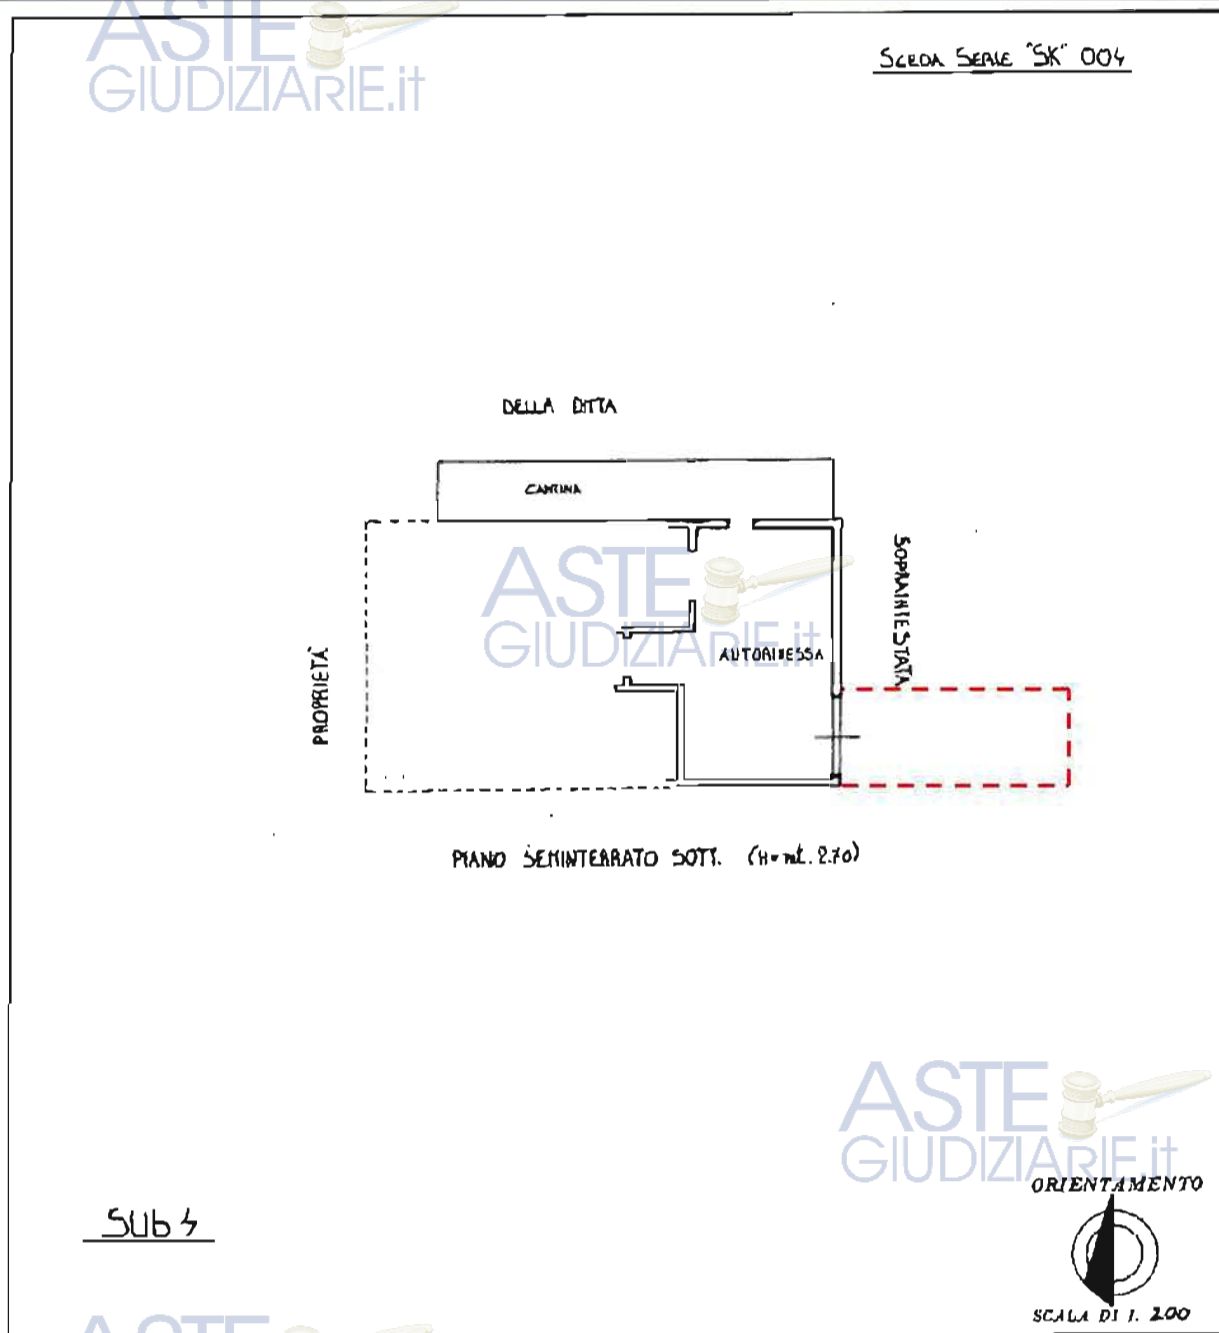 ASTE
GIUDIZIARIE.it
SCEDA SERIE "SK" 004
DELLA DITTA
CANTINA
ASTE
GIUDIZIARIE.it
AUTORIMESSA
SOPRAINTESTATA
PROPRIETÀ
PIANO SEMINTERRATO SOTT. (H= mt. 2.70)
ASTE
GIUDIZIARIE.it
ORIENTAMENTO
SUb 4
SCALA DI 1. 200
ASTE